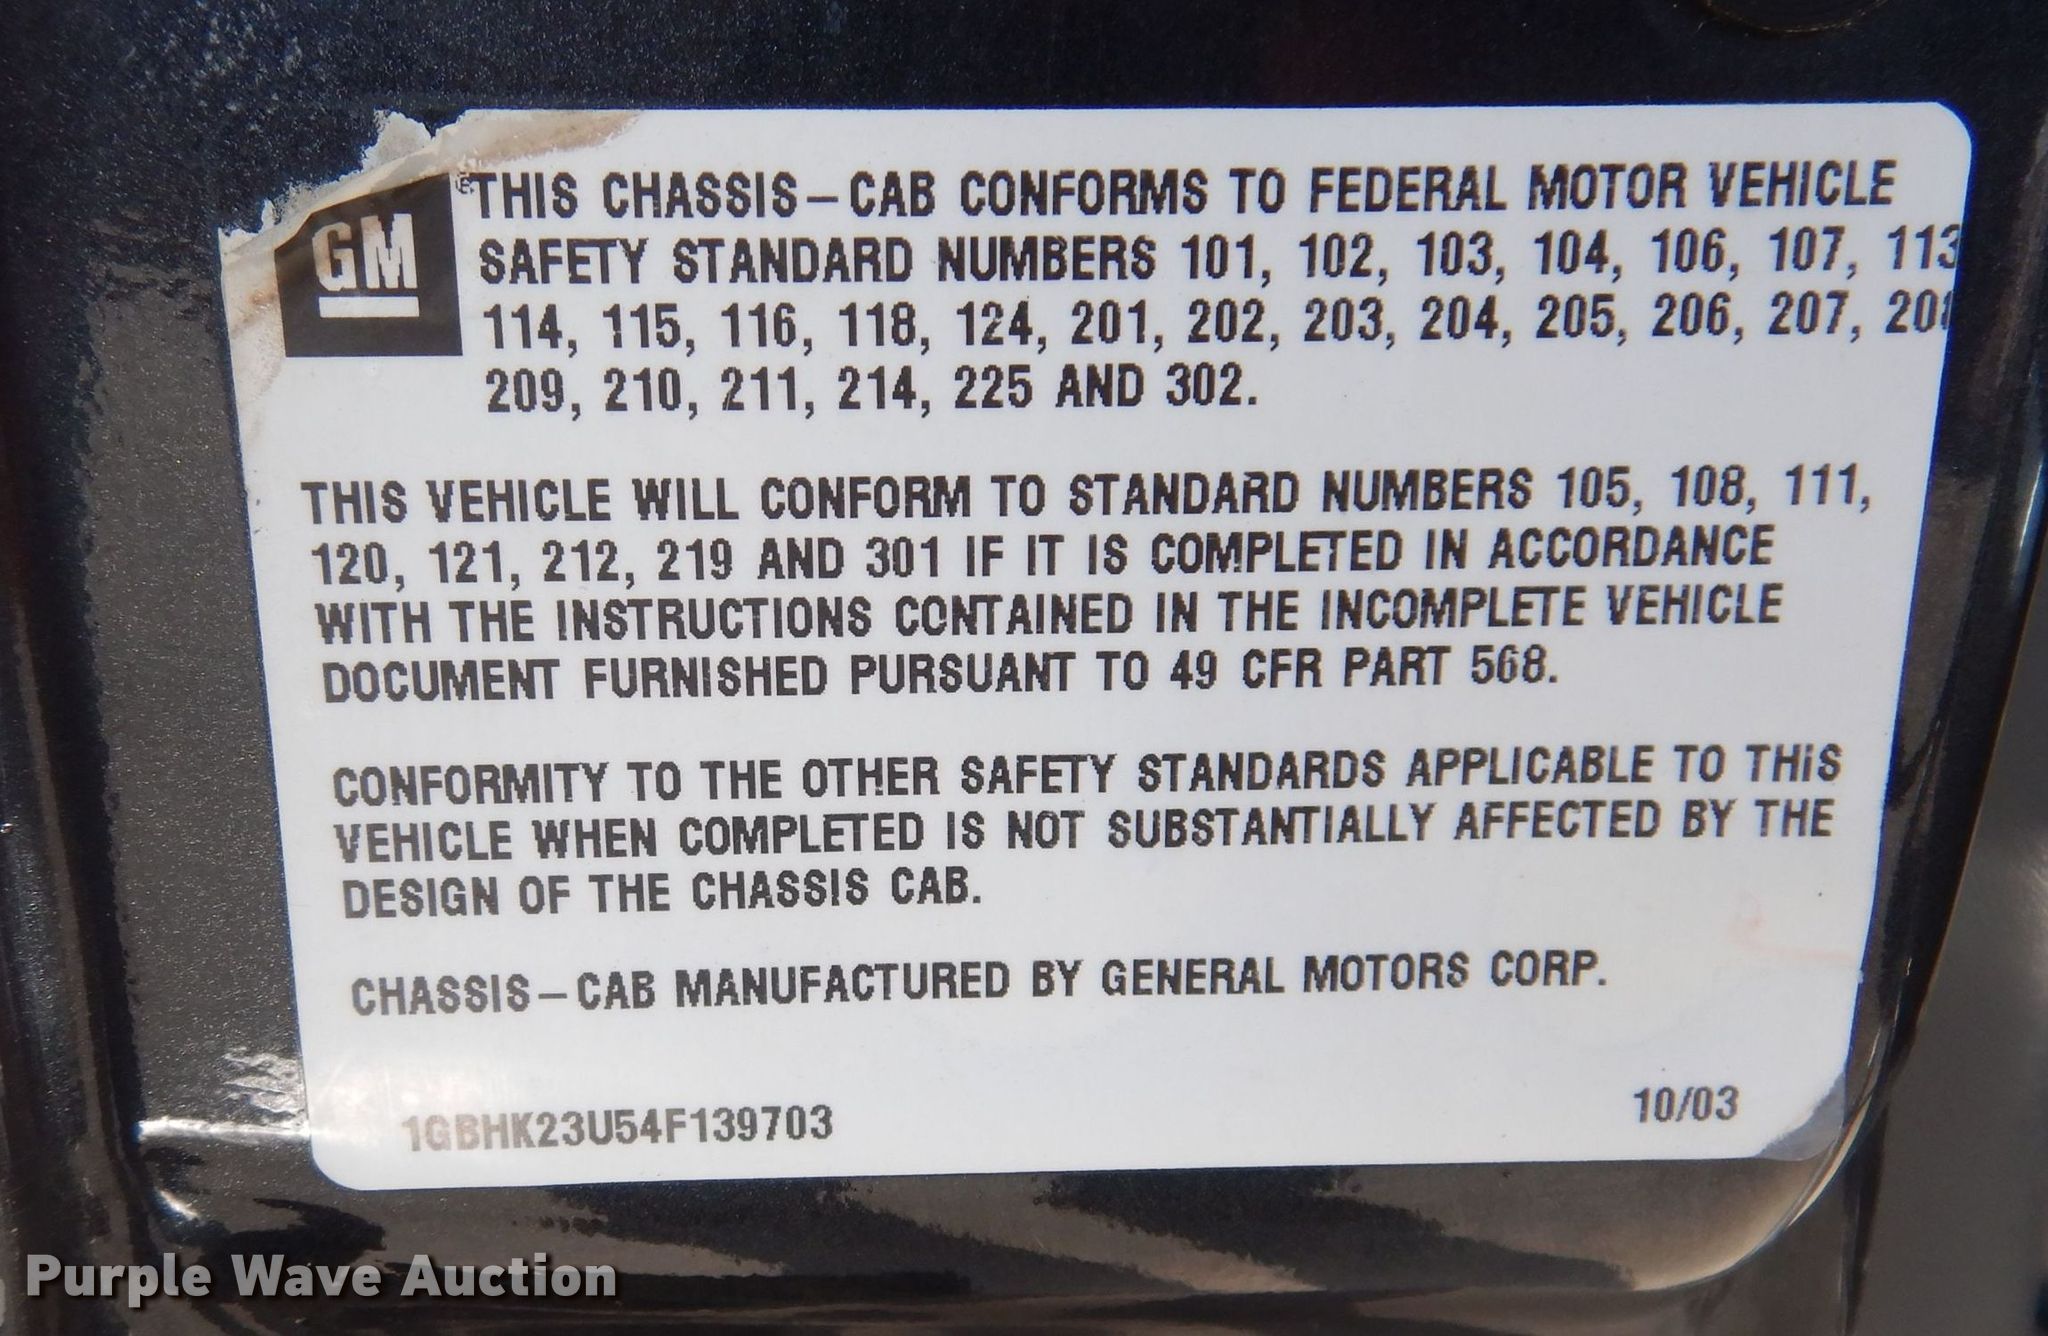 GM
THIS CHASSIS–CAB CONFORMS TO FEDERAL MOTOR VEHICLE
SAFETY STANDARD NUMBERS 101, 102, 103, 104, 106, 107, 113
114, 115, 116, 118, 124, 201, 202, 203, 204, 205, 206, 207,
209, 210, 211, 214, 225 AND 302.
THIS VEHICLE WILL CONFORM TO STANDARD NUMBERS 105, 108, 111,
120, 121, 212, 219 AND 301 IF IT IS COMPLETED IN ACCORDANCE
WITH THE INSTRUCTIONS CONTAINED IN THE INCOMPLETE VEHICLE
DOCUMENT FURNISHED PURSUANT TO 49 CFR PART 568.
CONFORMITY TO THE OTHER SAFETY STANDARDS APPLICABLE TO THIS
VEHICLE WHEN COMPLETED IS NOT SUBSTANTIALLY AFFECTED BY THE
DESIGN OF THE CHASSIS CAB.
CHASSIS–CAB MANUFACTURED BY GENERAL MOTORS CORP.
1GBHK23U54F139703
10/03
Purple Wave Auction